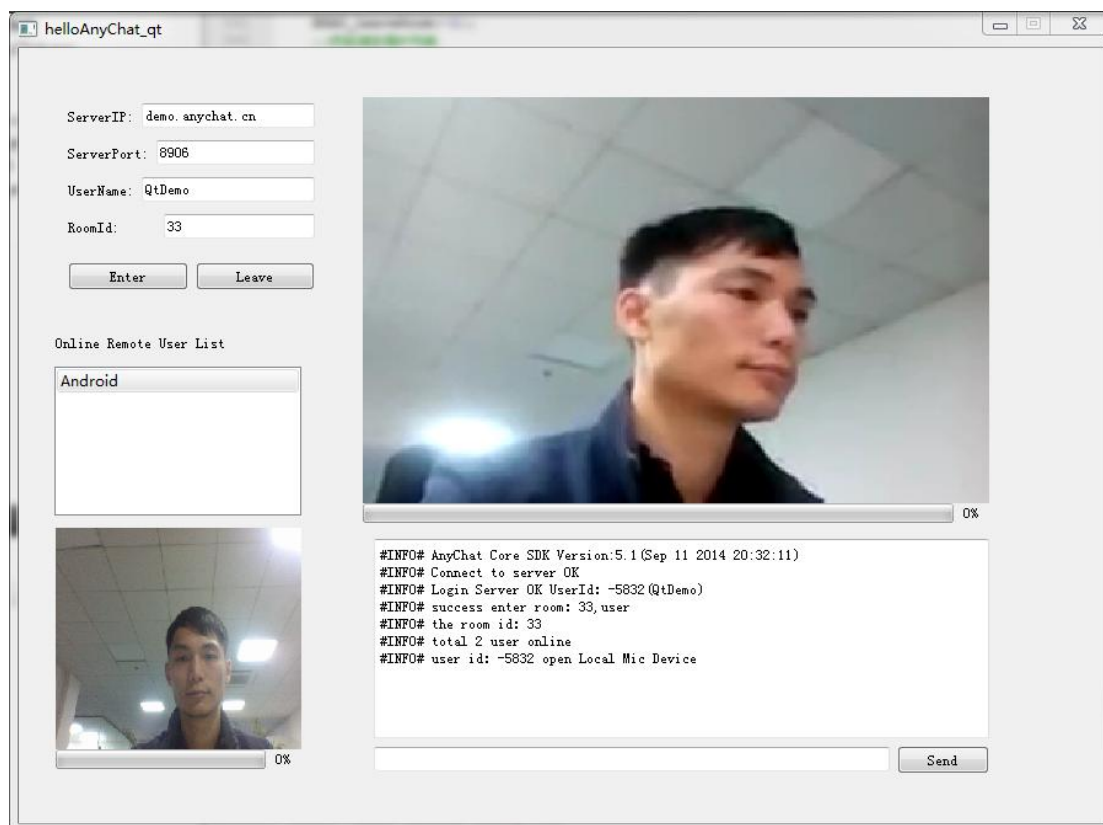 helloAnyChat_qt
ServerIP: demo.anychat.cn
ServerPort: 8906
UserName: QtDemo
RoomId: 33
Enter Leave
Online Remote User List
Android
0%
0%
#INFO# AnyChat Core SDK Version:5.1(Sep 11 2014 20:32:11)
#INFO# Connect to server OK
#INFO# Login Server OK UserId: -5832(QtDemo)
#INFO# success enter room: 33,user
#INFO# the room id: 33
#INFO# total 2 user online
#INFO# user id: -5832 open Local Mic Device
Send